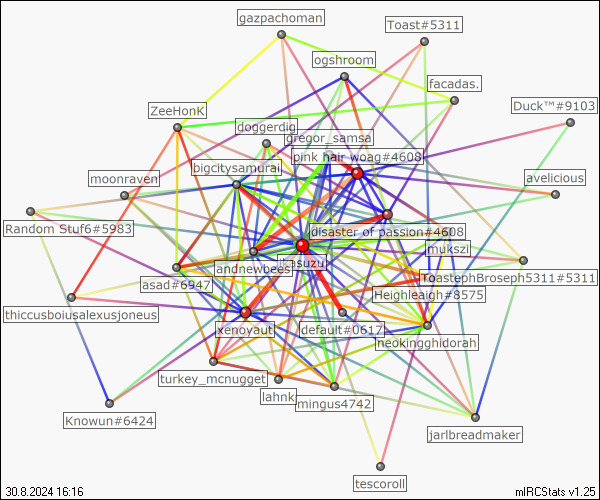 gazpachoman
Toast#5311
ogshroom
facadas.
Duck™#9103
ZeeHonK
doggerdig
gregor_samsa
pink hair woag#4608
bigcitysamurai
moonraven
avelicious
Random Stuf6#5983
disaster of passion#4608
mukszi
kasuzu
andnewbees
ToastephBroseph5311#5311
asad#6947
Heighleaigh#8575
thiccusboiusalexusjoneus
xenoyaut
default#0617
neokingghidorah
turkey_mcnugget
lahnk
mingus4742
Knowun#6424
jarlbreadmaker
tescoroll
30.8.2024 16:16
mIRCStats v1.25